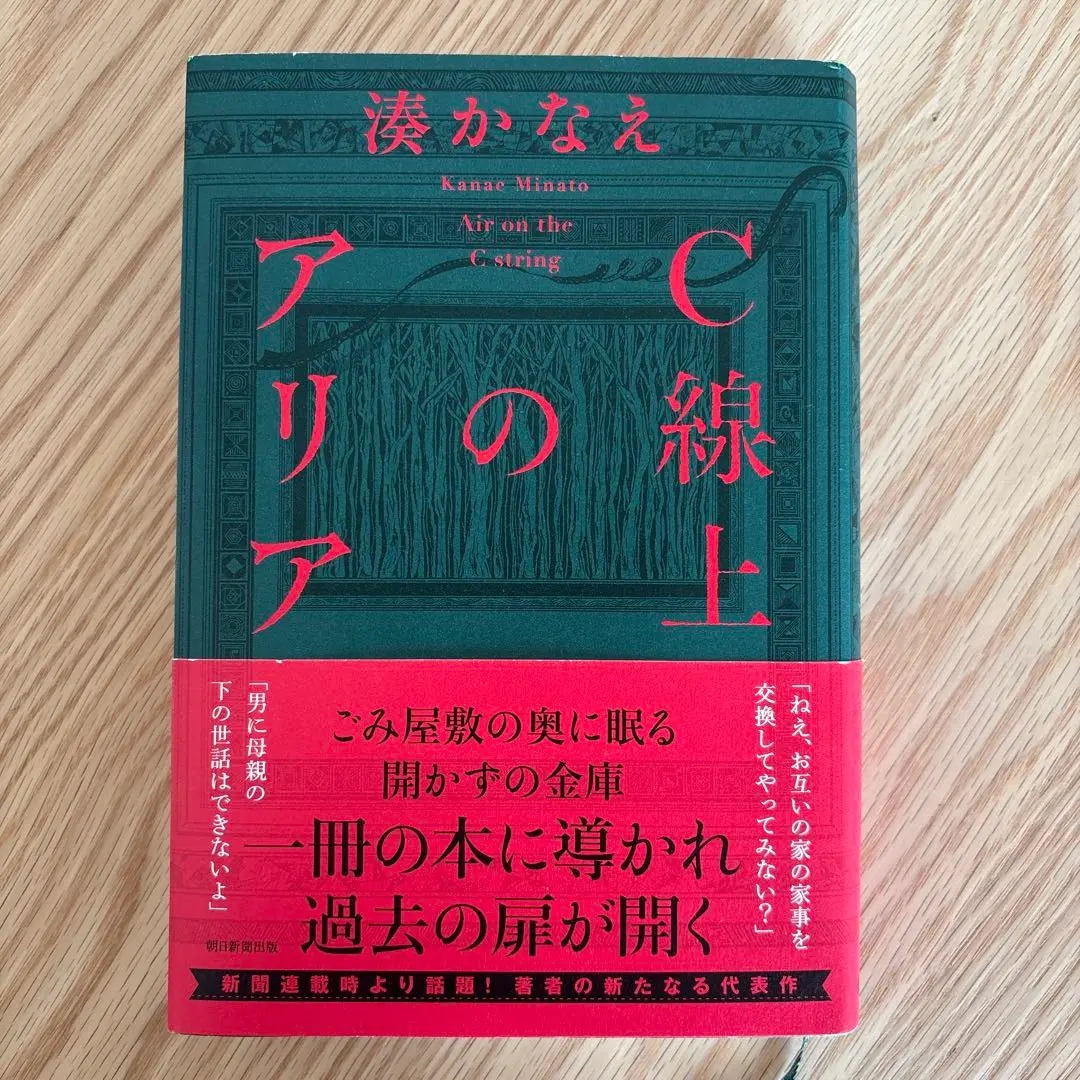 湊かなえ
Kanae Minato
Air on the
C string
C線上
の
アリア
「ねえ、お互いの家の家事を
交換してやってみない？」
ごみ屋敷の奥に眠る
開かずの金庫
一冊の本に導かれ
過去の扉が開く
「男に母親の
下の世話はできないよ」
朝日新聞出版
新聞連載時より話題！ 著者の新たなる代表作